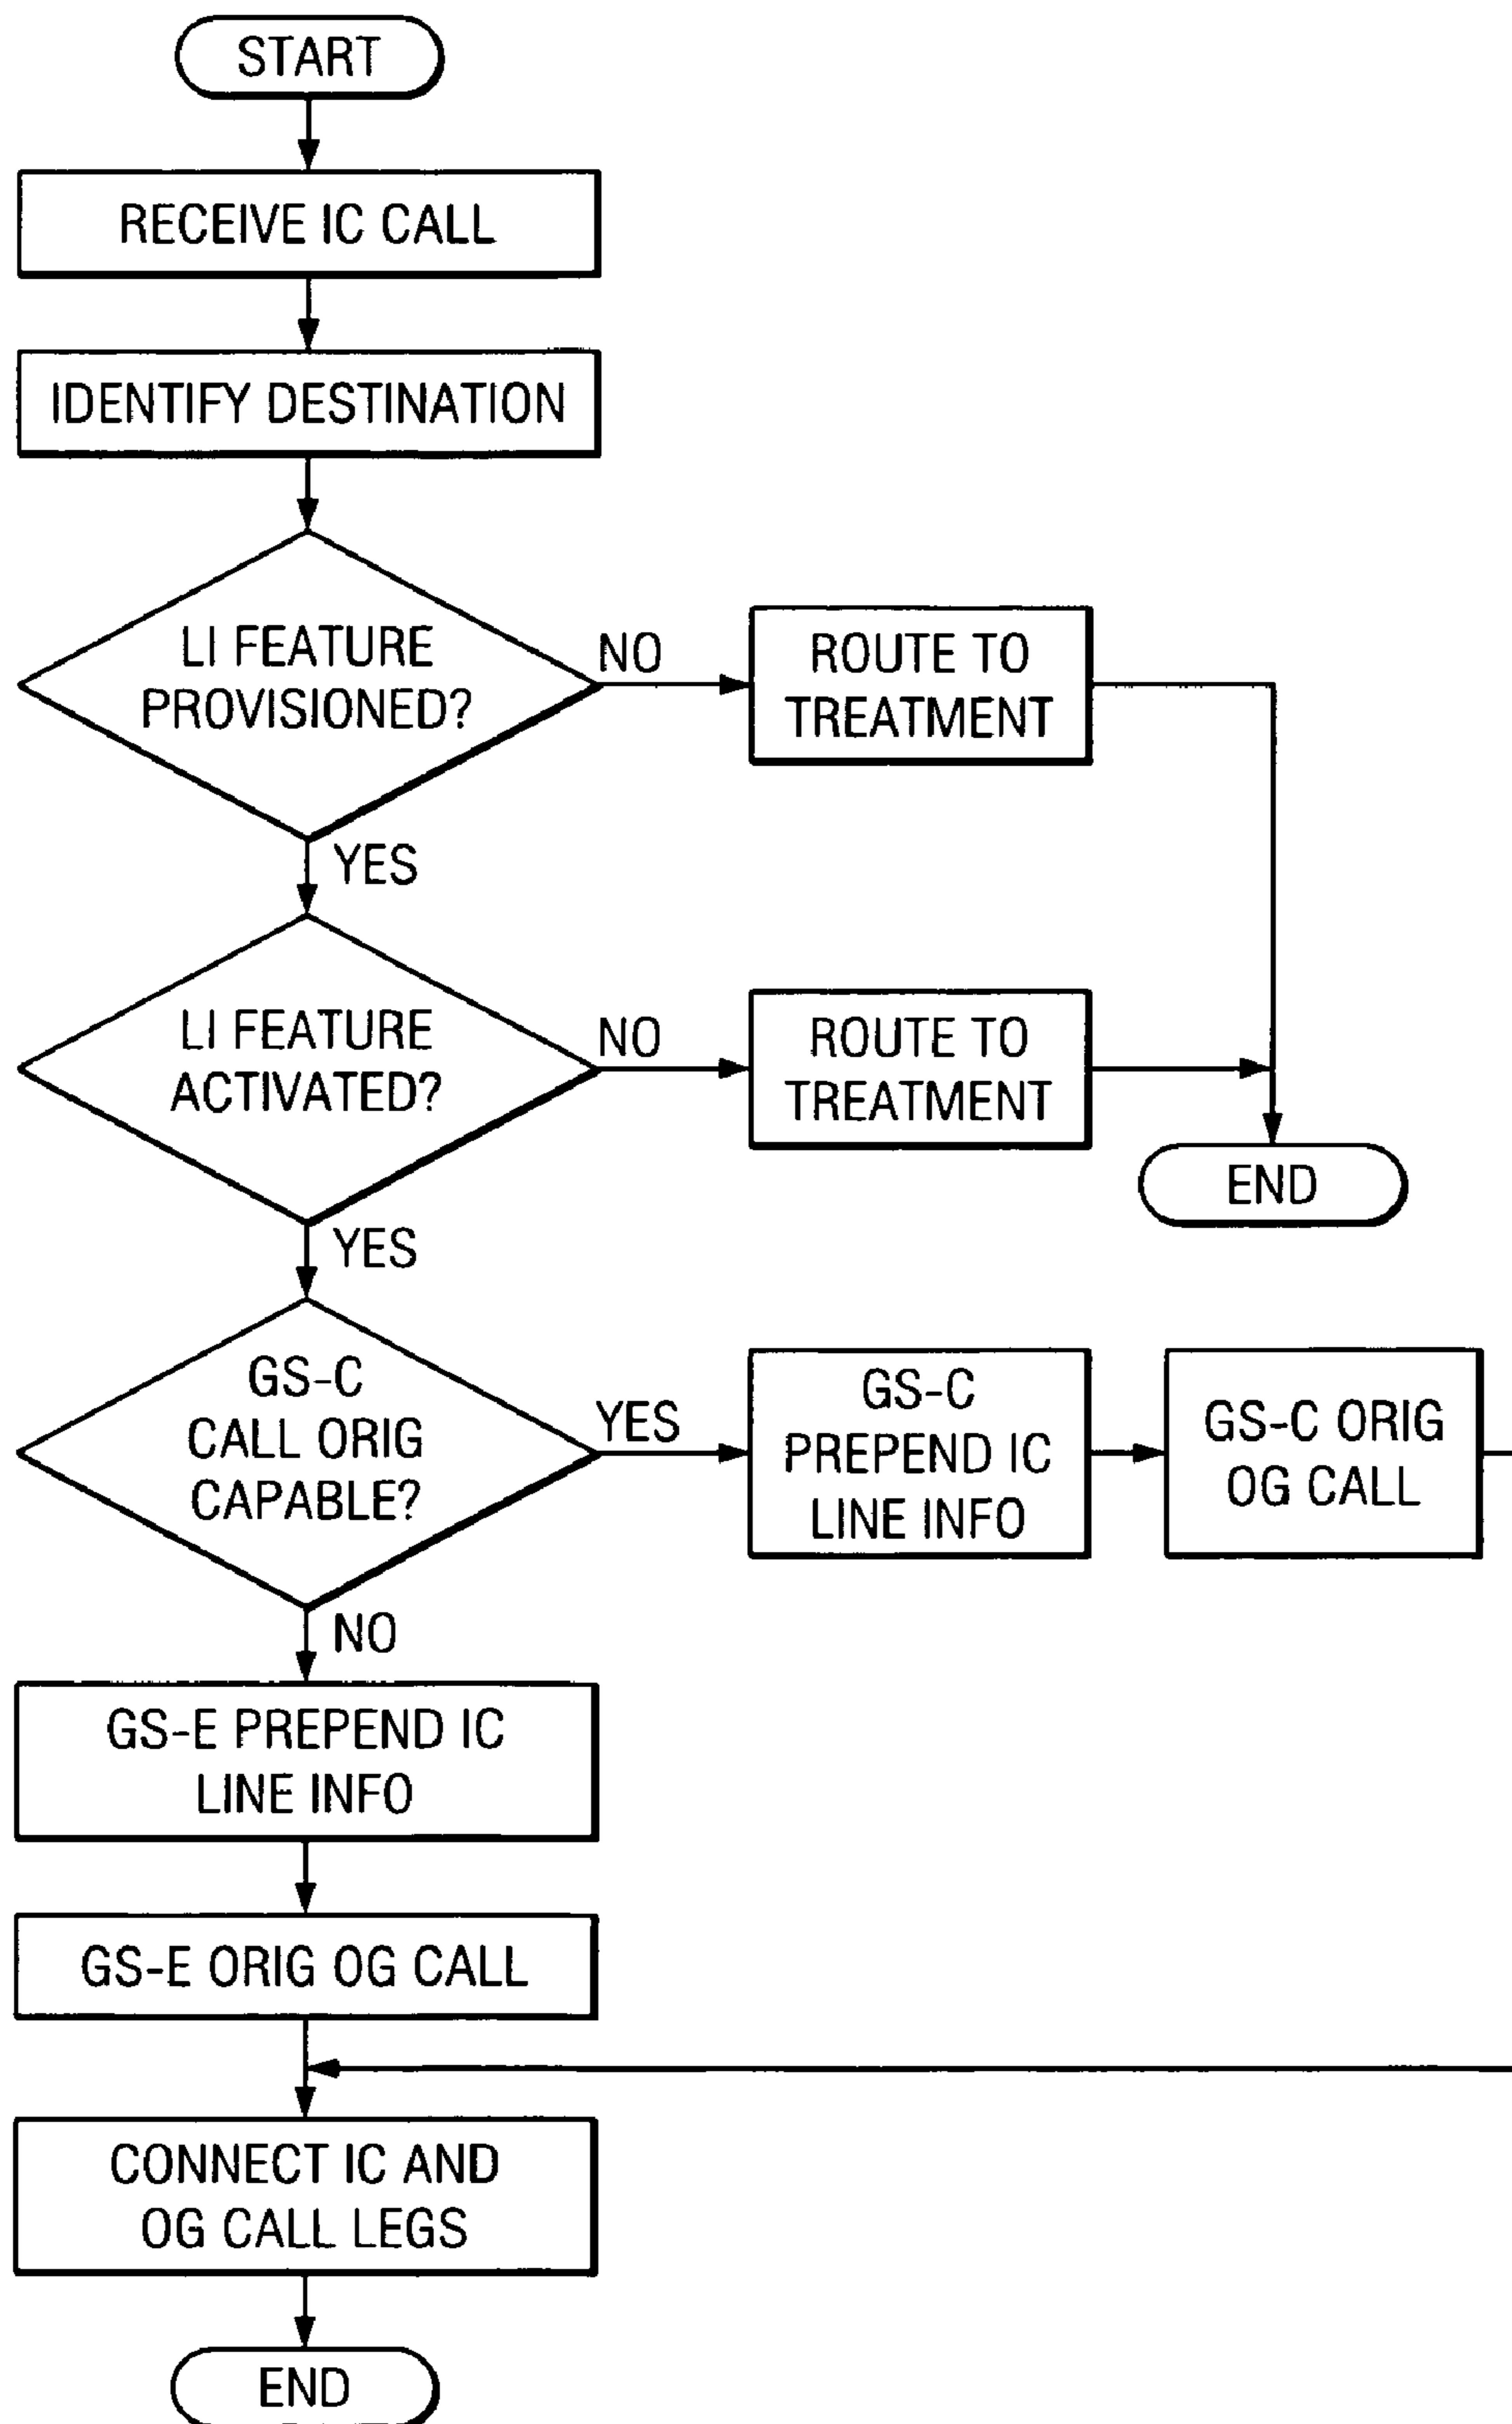 START
RECEIVE IC CALL
IDENTIFY DESTINATION
LI FEATURE
PROVISIONED?
NO
ROUTE TO
TREATMENT
YES
LI FEATURE
ACTIVATED?
NO
ROUTE TO
TREATMENT
END
YES
GS-C
CALL ORIG
CAPABLE?
YES
GS-C
PREPEND IC
LINE INFO
GS-C ORIG
OG CALL
NO
GS-E PREPEND IC
LINE INFO
GS-E ORIG OG CALL
CONNECT IC AND
OG CALL LEGS
END